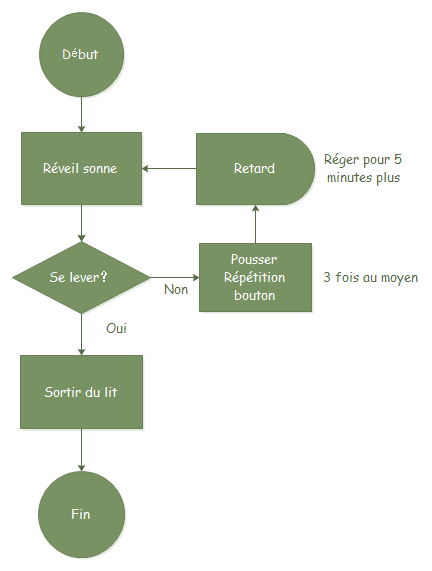 Début
Réveil sonne
Retard
Réger pour 5
minutes plus
Se lever?
Non
Pousser
Répétition
bouton
3 fois au moyen
Oui
Sortir du lit
Fin